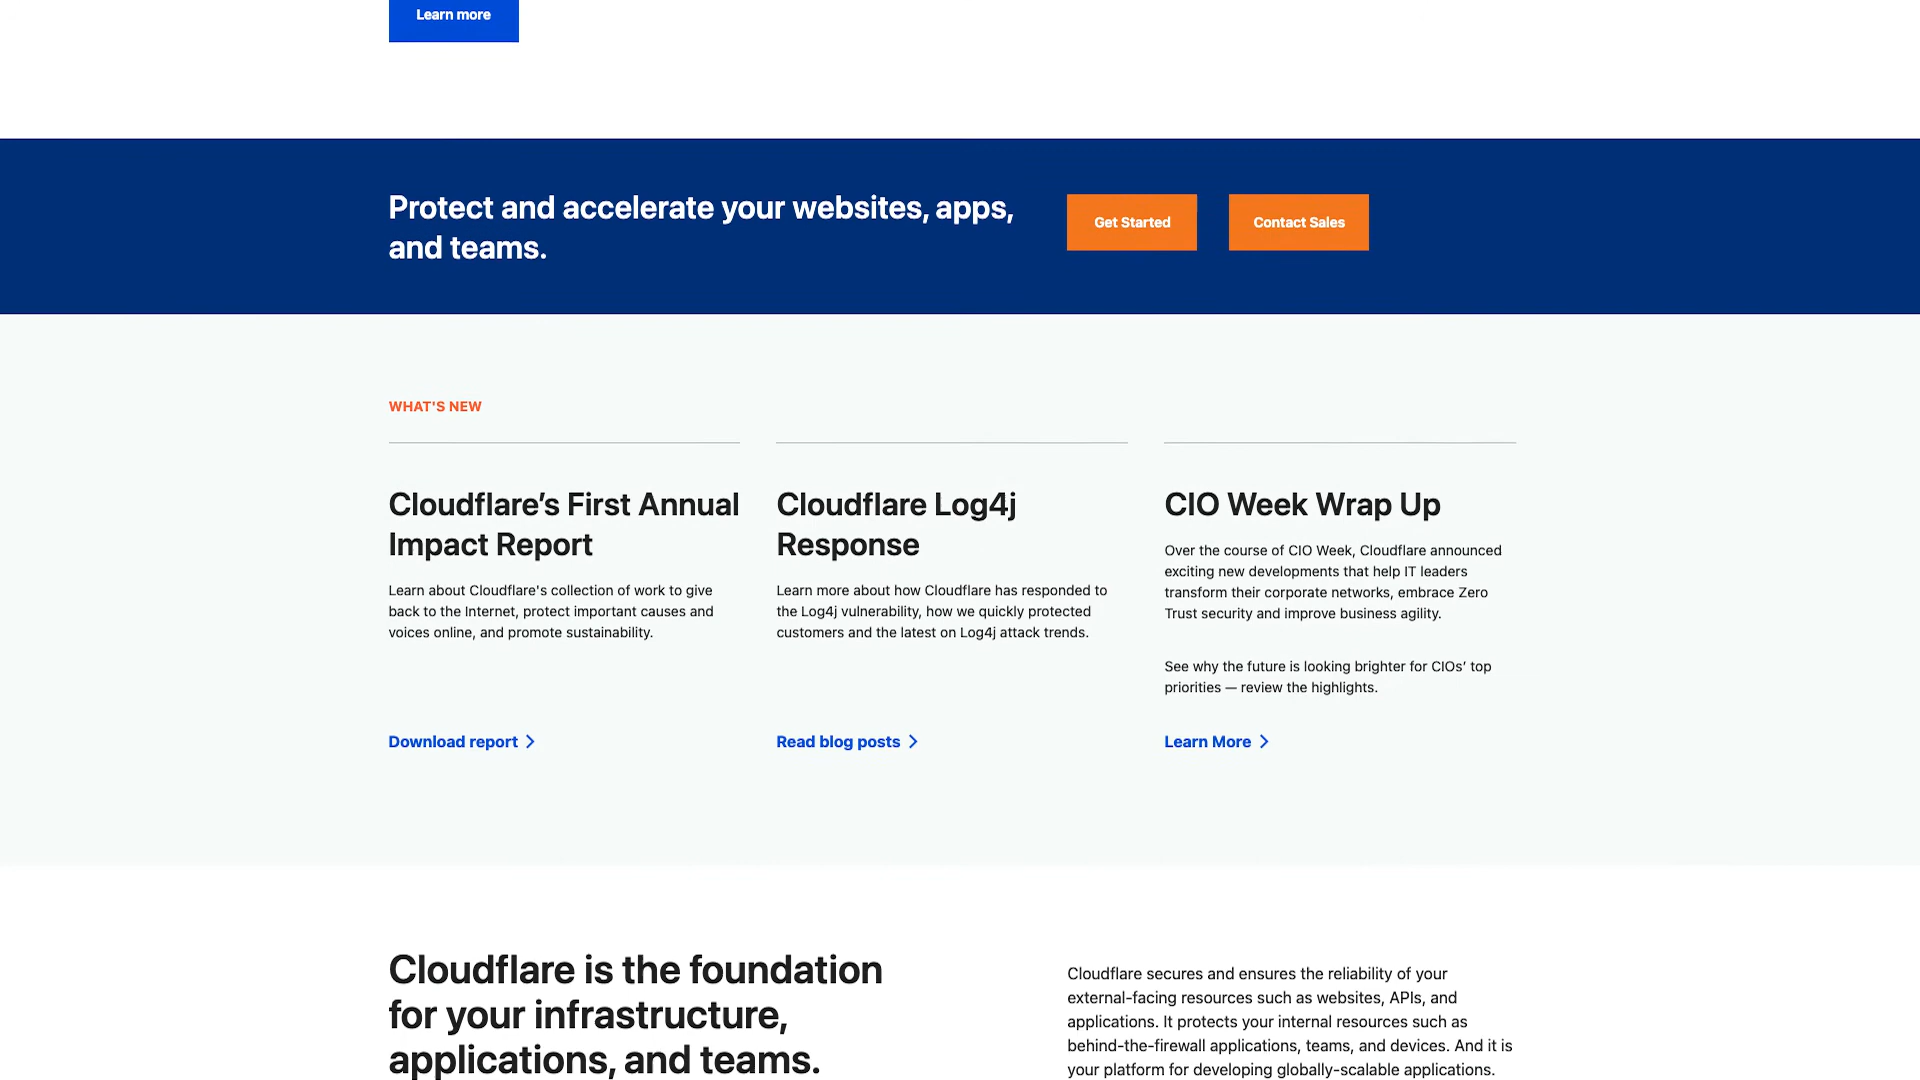 Learn more
Protect and accelerate your websites, apps,
and teams.
Get Started
Contact Sales
WHAT'S NEW
Cloudflare’s First Annual
Impact Report
Learn about Cloudflare's collection of work to give
back to the Internet, protect important causes and
voices online, and promote sustainability.
Download report
Cloudflare Log4j
Response
Learn more about how Cloudflare has responded to
the Log4j vulnerability, how we quickly protected
customers and the latest on Log4j attack trends.
Read blog posts
CIO Week Wrap Up
Over the course of CIO Week, Cloudflare announced
exciting new developments that help IT leaders
transform their corporate networks, embrace Zero
Trust security and improve business agility.
See why the future is looking brighter for CIOs’ top
priorities — review the highlights.
Learn More
Cloudflare is the foundation
for your infrastructure,
applications, and teams.
Cloudflare secures and ensures the reliability of your
external-facing resources such as websites, APIs, and
applications. It protects your internal resources such as
behind-the-firewall applications, teams, and devices. And it is
your platform for developing globally-scalable applications.